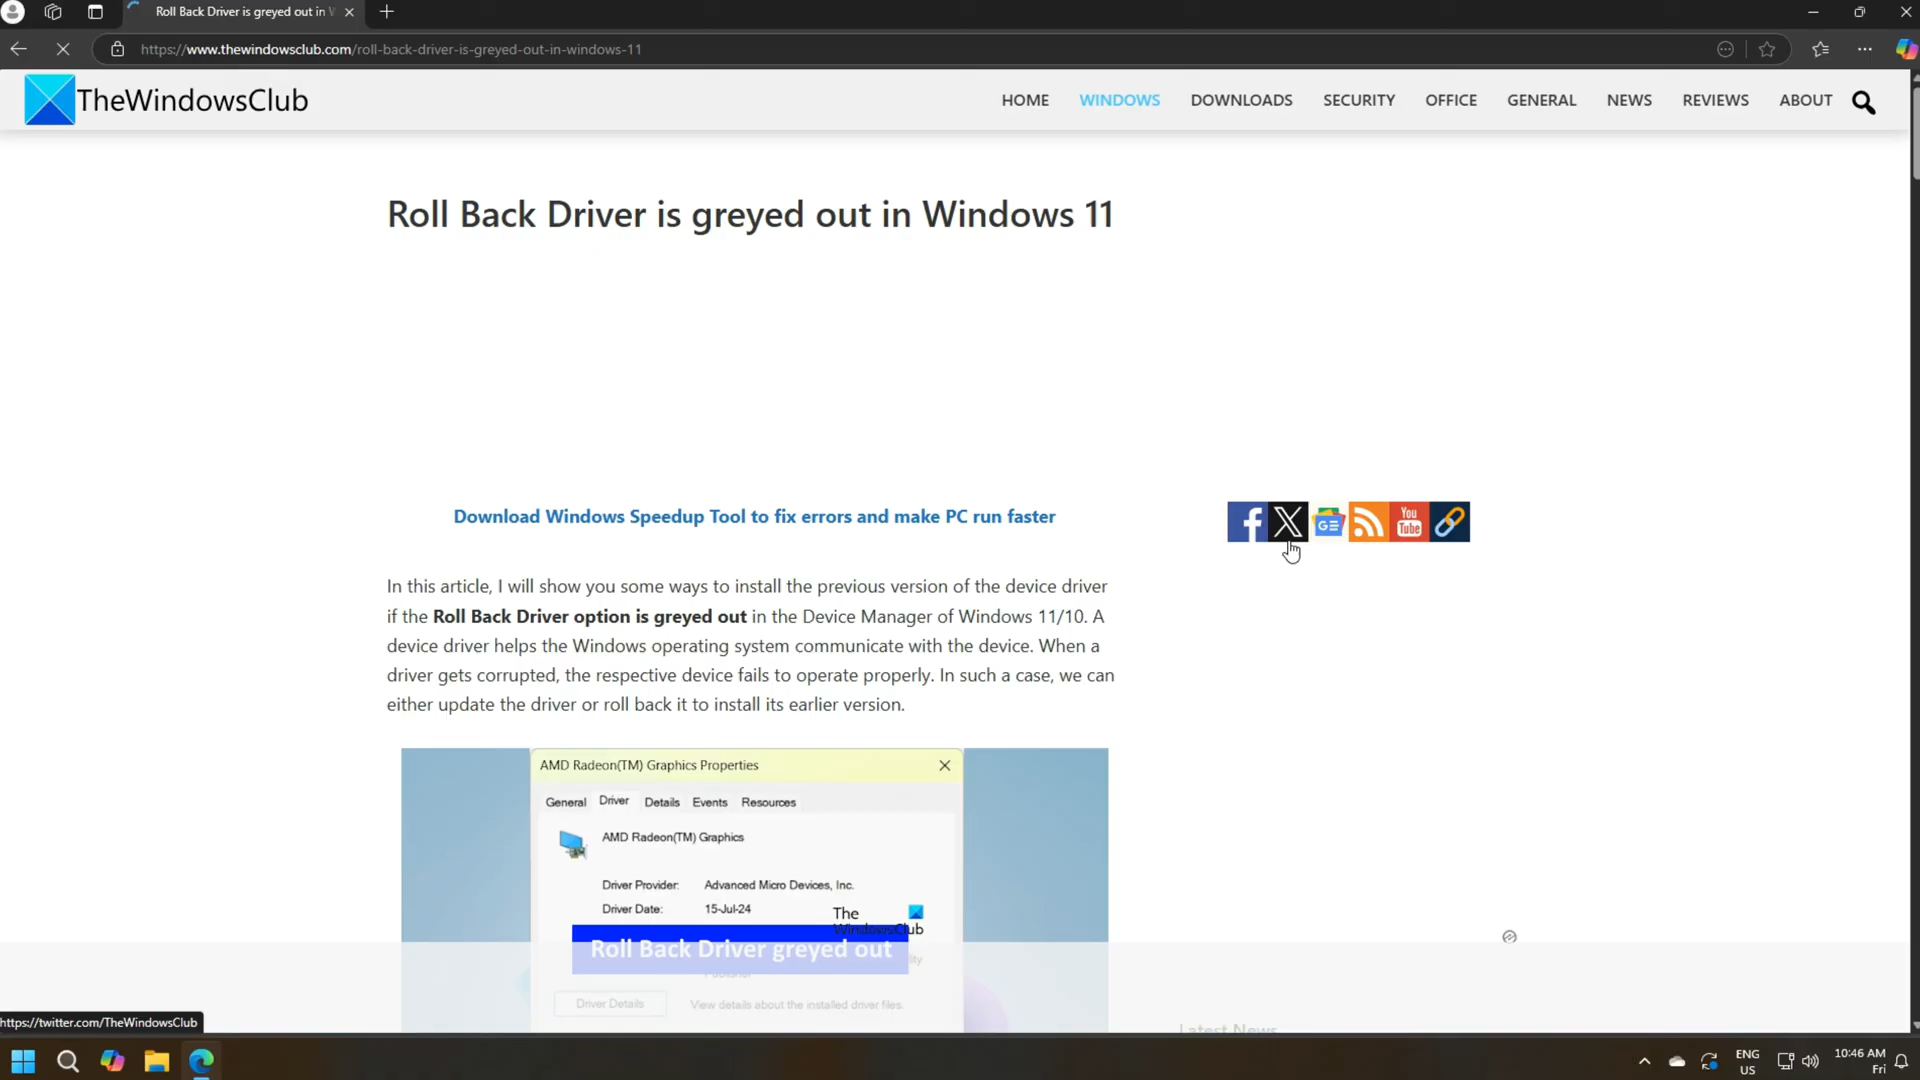 Roll Back Driver is greyed out in
https://www.thewindowsclub.com/roll-back-driver-is-greyed-out-in-windows-11
TheWindowsClub
HOME
WINDOWS
DOWNLOADS
SECURITY
OFFICE
GENERAL
NEWS
REVIEWS
ABOUT
Roll Back Driver is greyed out in Windows 11
Download Windows Speedup Tool to fix errors and make PC run faster
You
Tube
In this article, I will show you some ways to install the previous version of the device driver
if the Roll Back Driver option is greyed out in the Device Manager of Windows 11/10. A
device driver helps the Windows operating system communicate with the device. When a
driver gets corrupted, the respective device fails to operate properly. In such a case, we can
either update the driver or roll back it to install its earlier version.
AMD Radeon(TM) Graphics Properties
General
Driver
Details
Events
Resources
AMD Radeon(TM) Graphics
Driver Provider:
Advanced Micro Devices, Inc.
Driver Date:
15-Jul-24
The
WindowsClub
Roll Back Driver greyed out
Driver Details
View details about the installed driver files.
Latest News
https://twitter.com/TheWindowsClub
ENG
US
10:46 AM
Fri